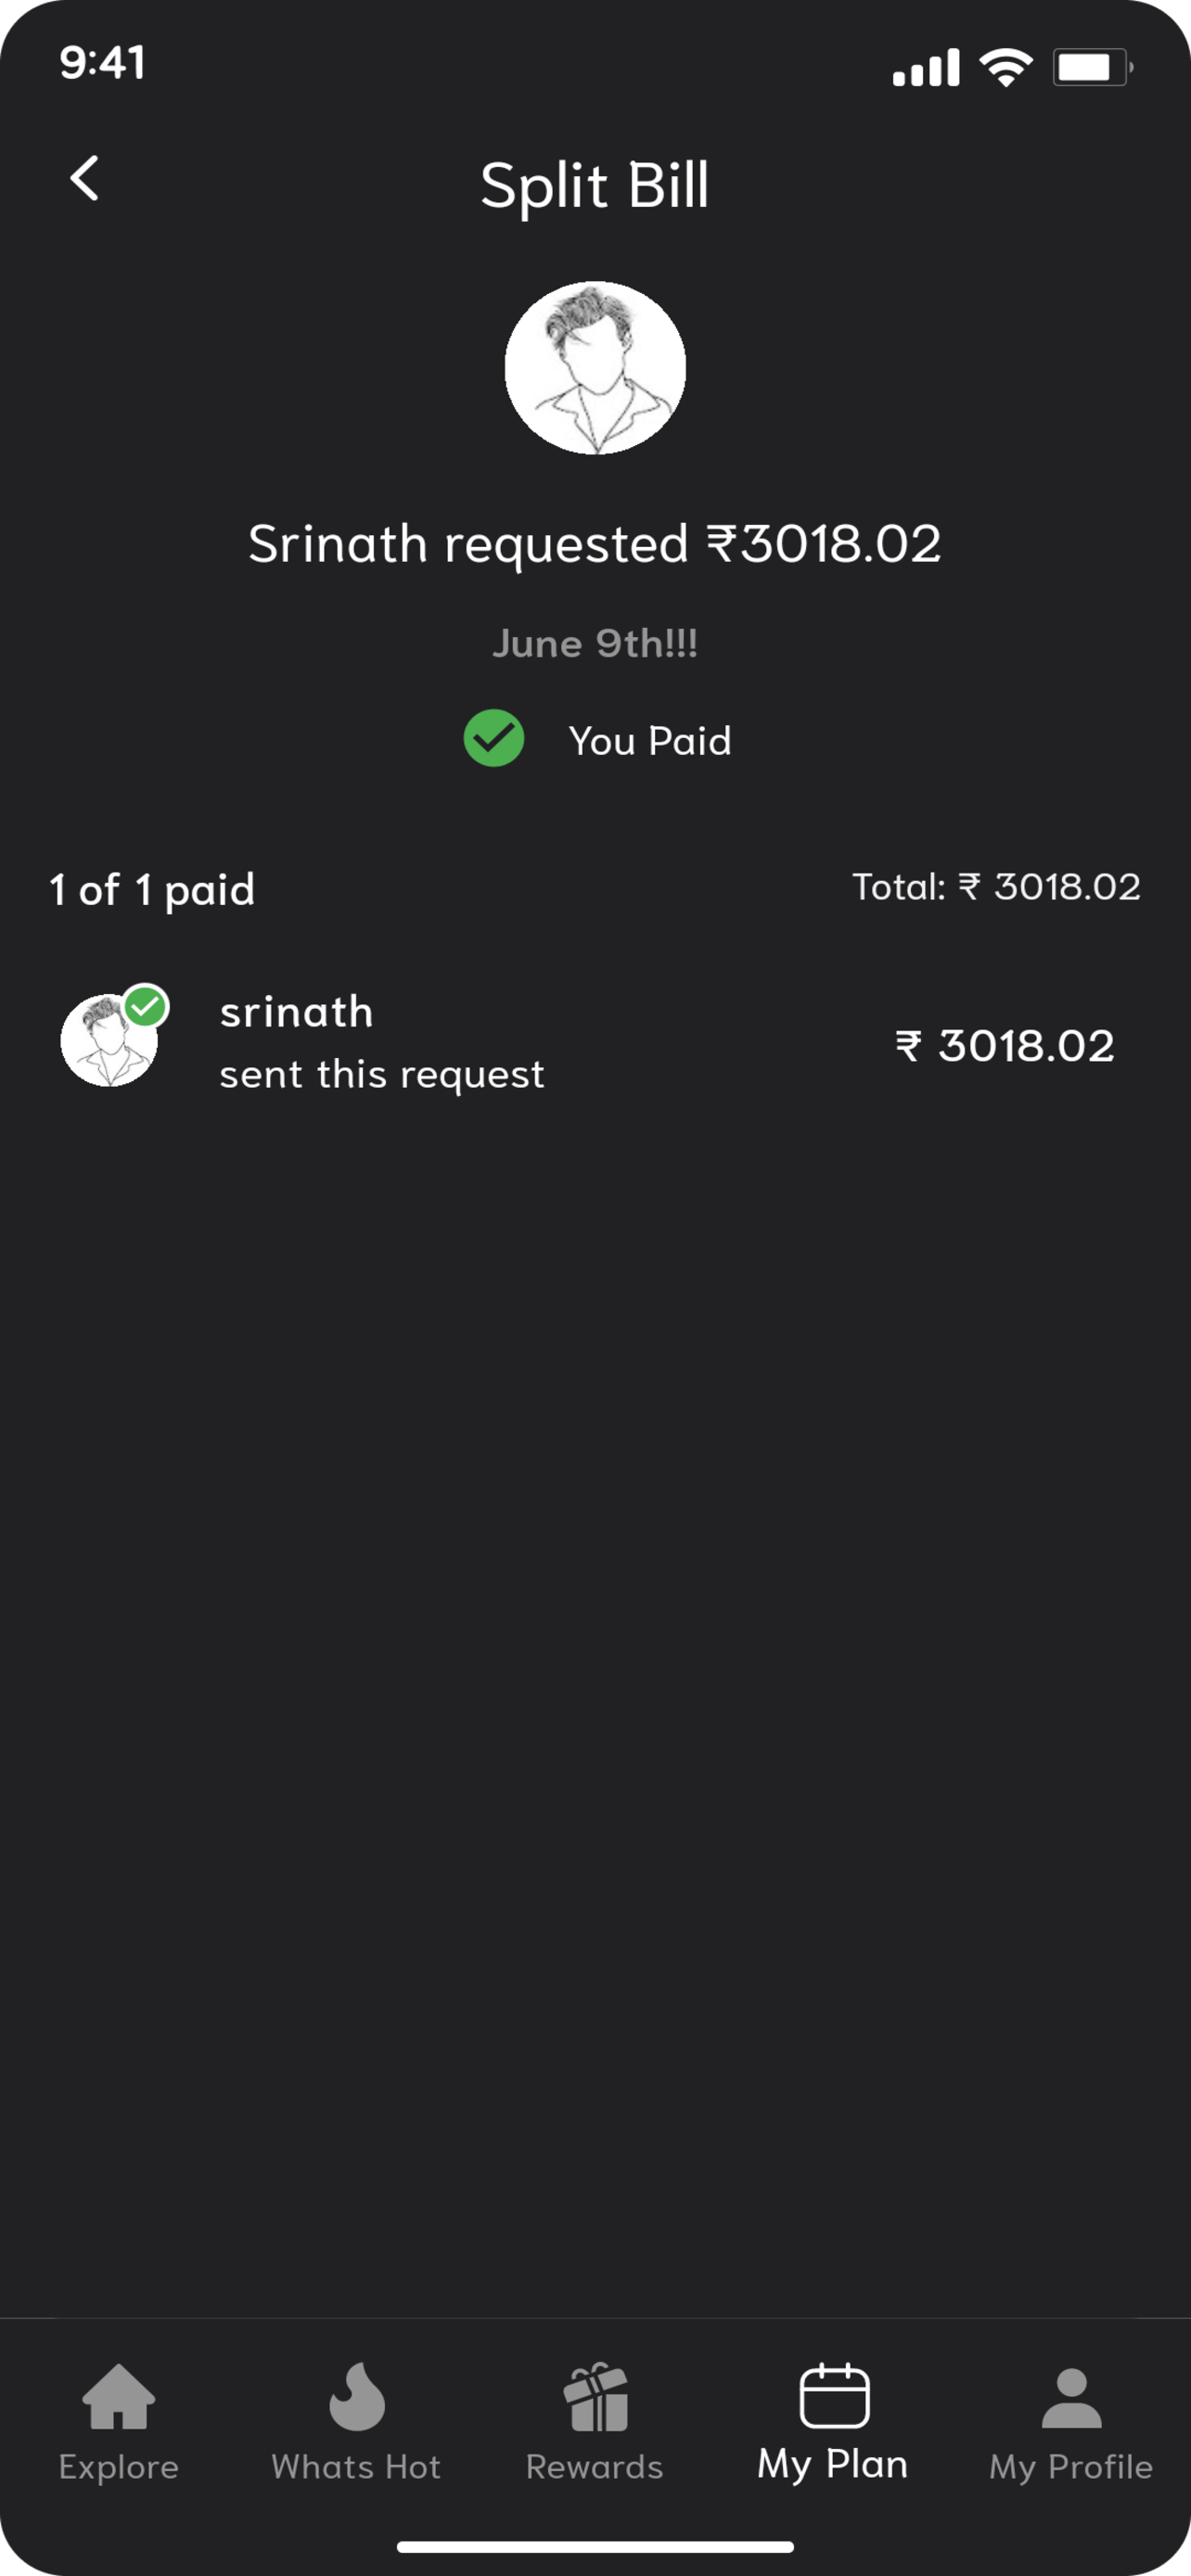 9:41
Split Bill
Srinath requested ₹3018.02
June 9th!!!
You Paid
1 of 1 paid
Total: ₹ 3018.02
srinath
sent this request
₹ 3018.02
Explore
Whats Hot
Rewards
My Plan
My Profile